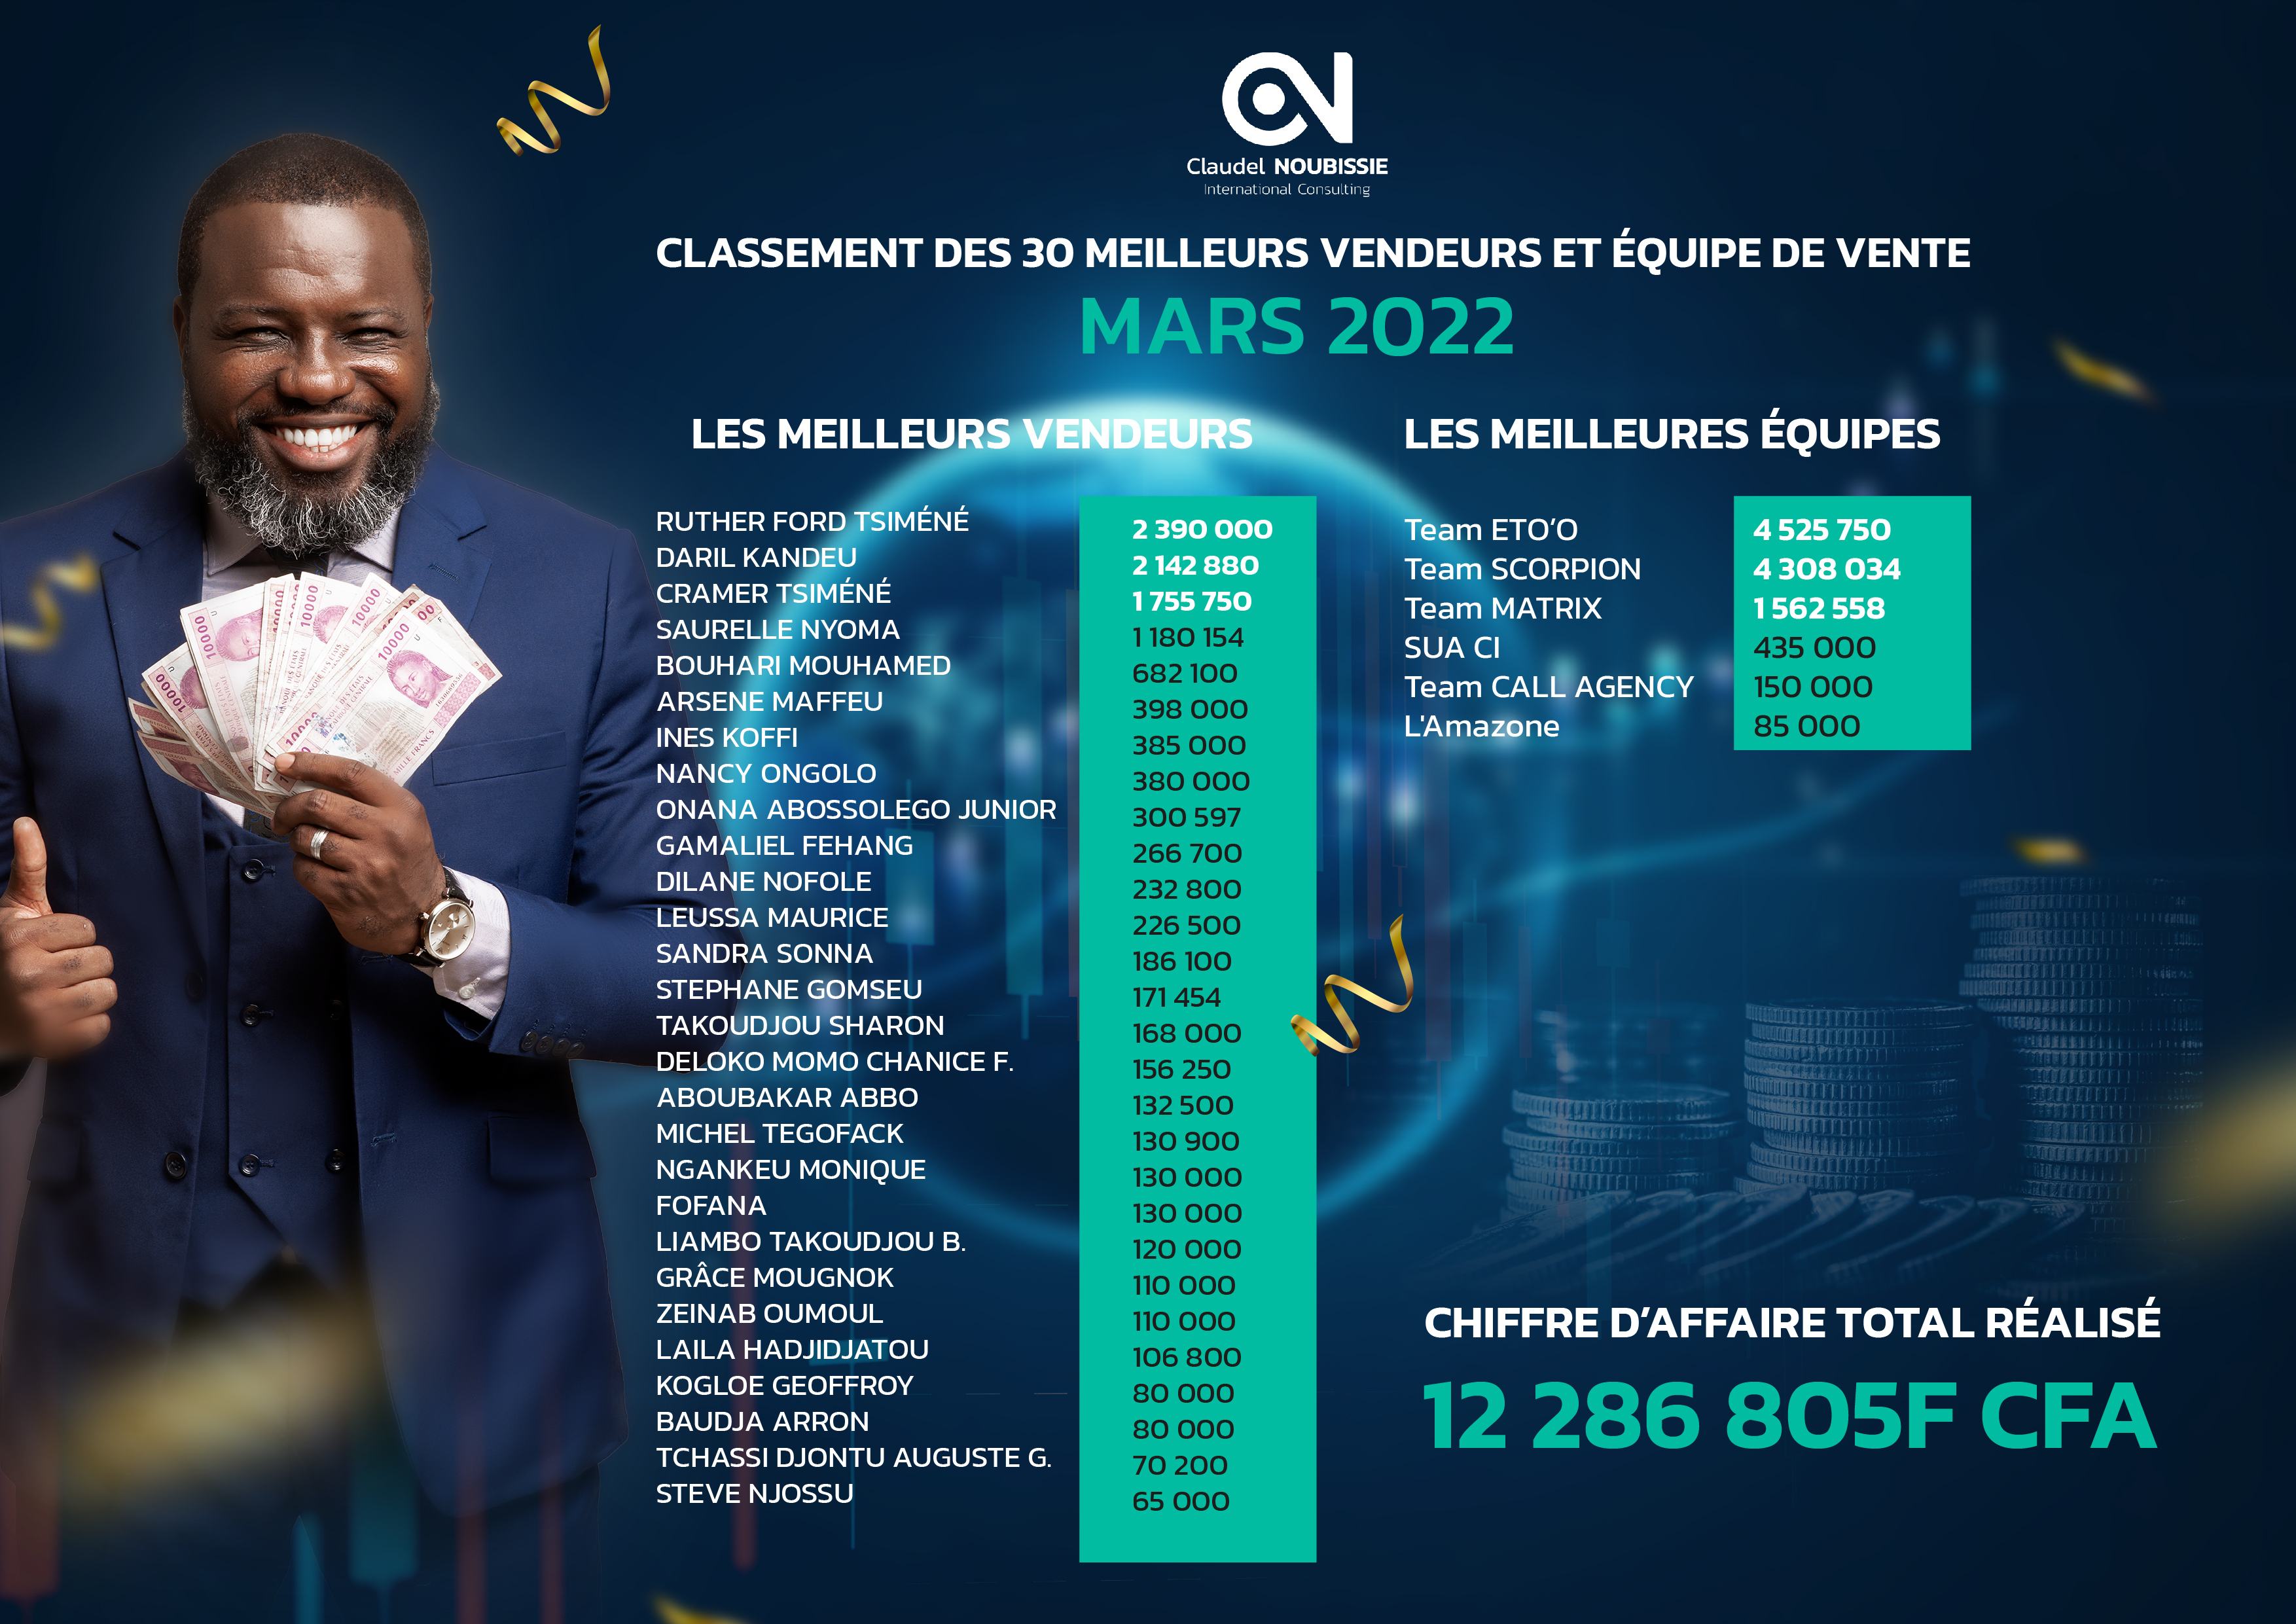 Claudel NOUBISSIE
International Consulting
CLASSEMENT DES 30 MEILLEURS VENDEURS ET ÉQUIPE DE VENTE
MARS 2022
LES MEILLEURS VENDEURS
RUTHER FORD TSIMÉNÉ 2 390 000
DARIL KANDEU 2 142 880
CRAMER TSIMÉNÉ 1 755 750
SAURELLE NYOMA 1 180 154
BOUHARI MOUHAMED 682 100
ARSENE MAFFEU 398 000
INES KOFFI 385 000
NANCY ONGOLO 380 000
ONANA ABOSSOLEGO JUNIOR 300 597
GAMALIEL FEHANG 266 700
DILANE NOFOLE 232 800
LEUSSA MAURICE 226 500
SANDRA SONNA 186 100
STEPHANE GOMSEU 171 454
TAKOUDJOU SHARON 168 000
DELOKO MOMO CHANICE F. 156 250
ABOUBAKAR ABBO 132 500
MICHEL TEGOFACK 130 900
NGANKEU MONIQUE 130 000
FOFANA 130 000
LIAMBO TAKOUDJOU B. 120 000
GRÂCE MOUGNOK 110 000
ZEINAB OUMOUL 110 000
LAILA HADJIDJATOU 106 800
KOGLOE GEOFFROY 80 000
BAUDJA ARRON 80 000
TCHASSI DJONTU AUGUSTE G. 70 200
STEVE NJOSSU 65 000
LES MEILLEURES ÉQUIPES
Team ETO'O 4 525 750
Team SCORPION 4 308 034
Team MATRIX 1 562 558
SUA CI 435 000
Team CALL AGENCY 150 000
L'Amazone 85 000
CHIFFRE D'AFFAIRE TOTAL RÉALISÉ
12 286 805F CFA
10000
10000
10000
10000
10000